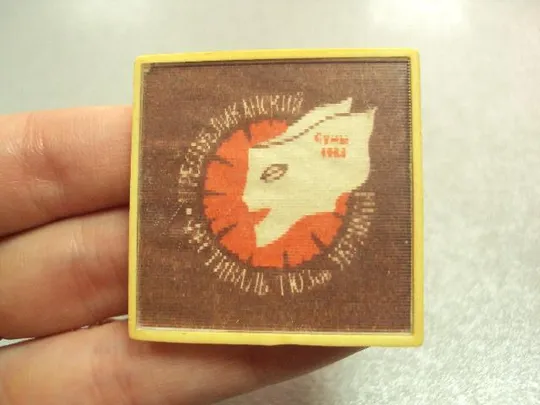 РЕСПУБЛИКАНСКИЙ
ФЕСТИВАЛЬ ТЮЗов УКРАИНЫ
СУМЫ